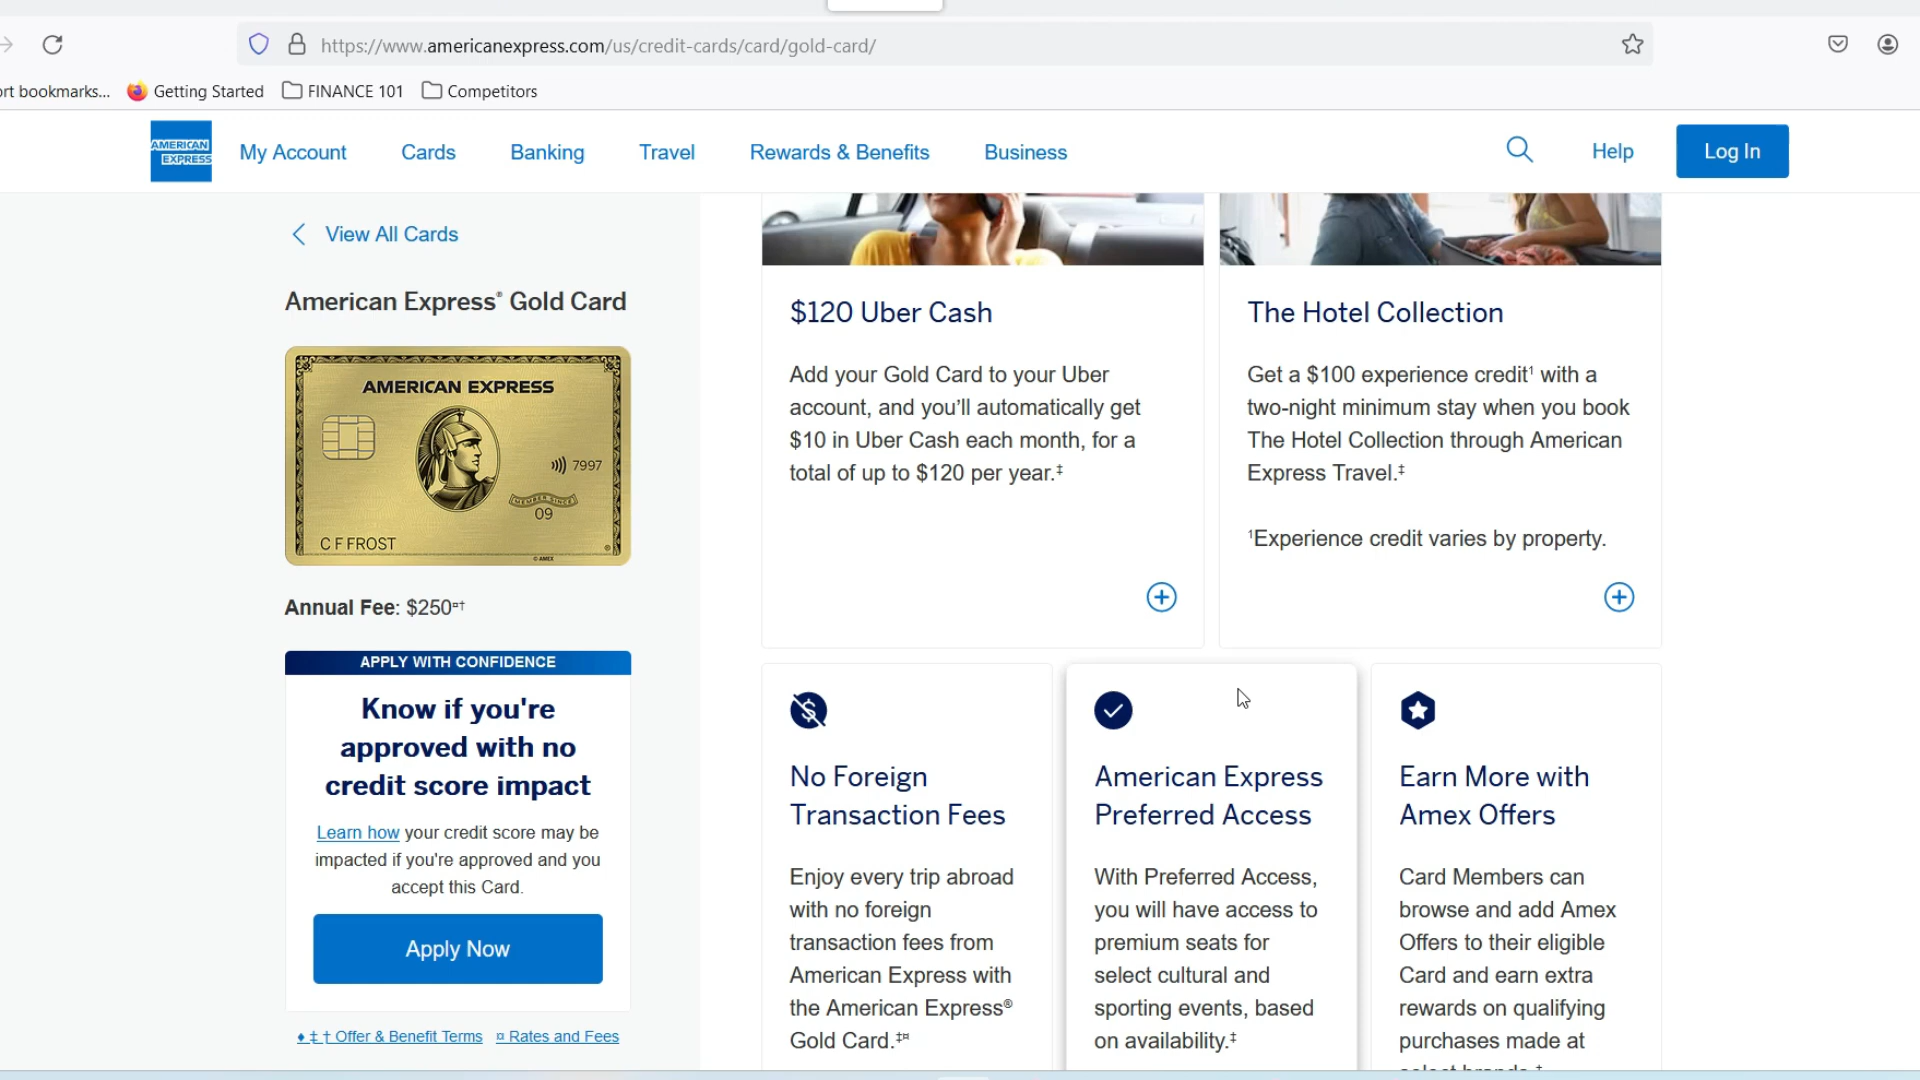 https://www.americanexpress.com/us/credit-cards/card/gold-card/
rt bookmarks...
Getting Started
FINANCE 101
Competitors
AMERICAN
EXPRESS
My Account
Cards
Banking
Travel
Rewards & Benefits
Business
Help
Log In
View All Cards
American Express® Gold Card
AMERICAN EXPRESS
7997
MEMBER SINCE
09
C F FROST
© AMEX
Annual Fee: $250¤†
APPLY WITH CONFIDENCE
Know if you're
approved with no
credit score impact
Learn how your credit score may be
impacted if you're approved and you
accept this Card.
Apply Now
♦ ‡ † Offer & Benefit Terms
¤ Rates and Fees
$120 Uber Cash
Add your Gold Card to your Uber
account, and you’ll automatically get
$10 in Uber Cash each month, for a
total of up to $120 per year.‡
The Hotel Collection
Get a $100 experience credit¹ with a
two-night minimum stay when you book
The Hotel Collection through American
Express Travel.‡
¹Experience credit varies by property.
No Foreign
Transaction Fees
Enjoy every trip abroad
with no foreign
transaction fees from
American Express with
the American Express®
Gold Card.‡¤
American Express
Preferred Access
With Preferred Access,
you will have access to
premium seats for
select cultural and
sporting events, based
on availability.‡
Earn More with
Amex Offers
Card Members can
browse and add Amex
Offers to their eligible
Card and earn extra
rewards on qualifying
purchases made at